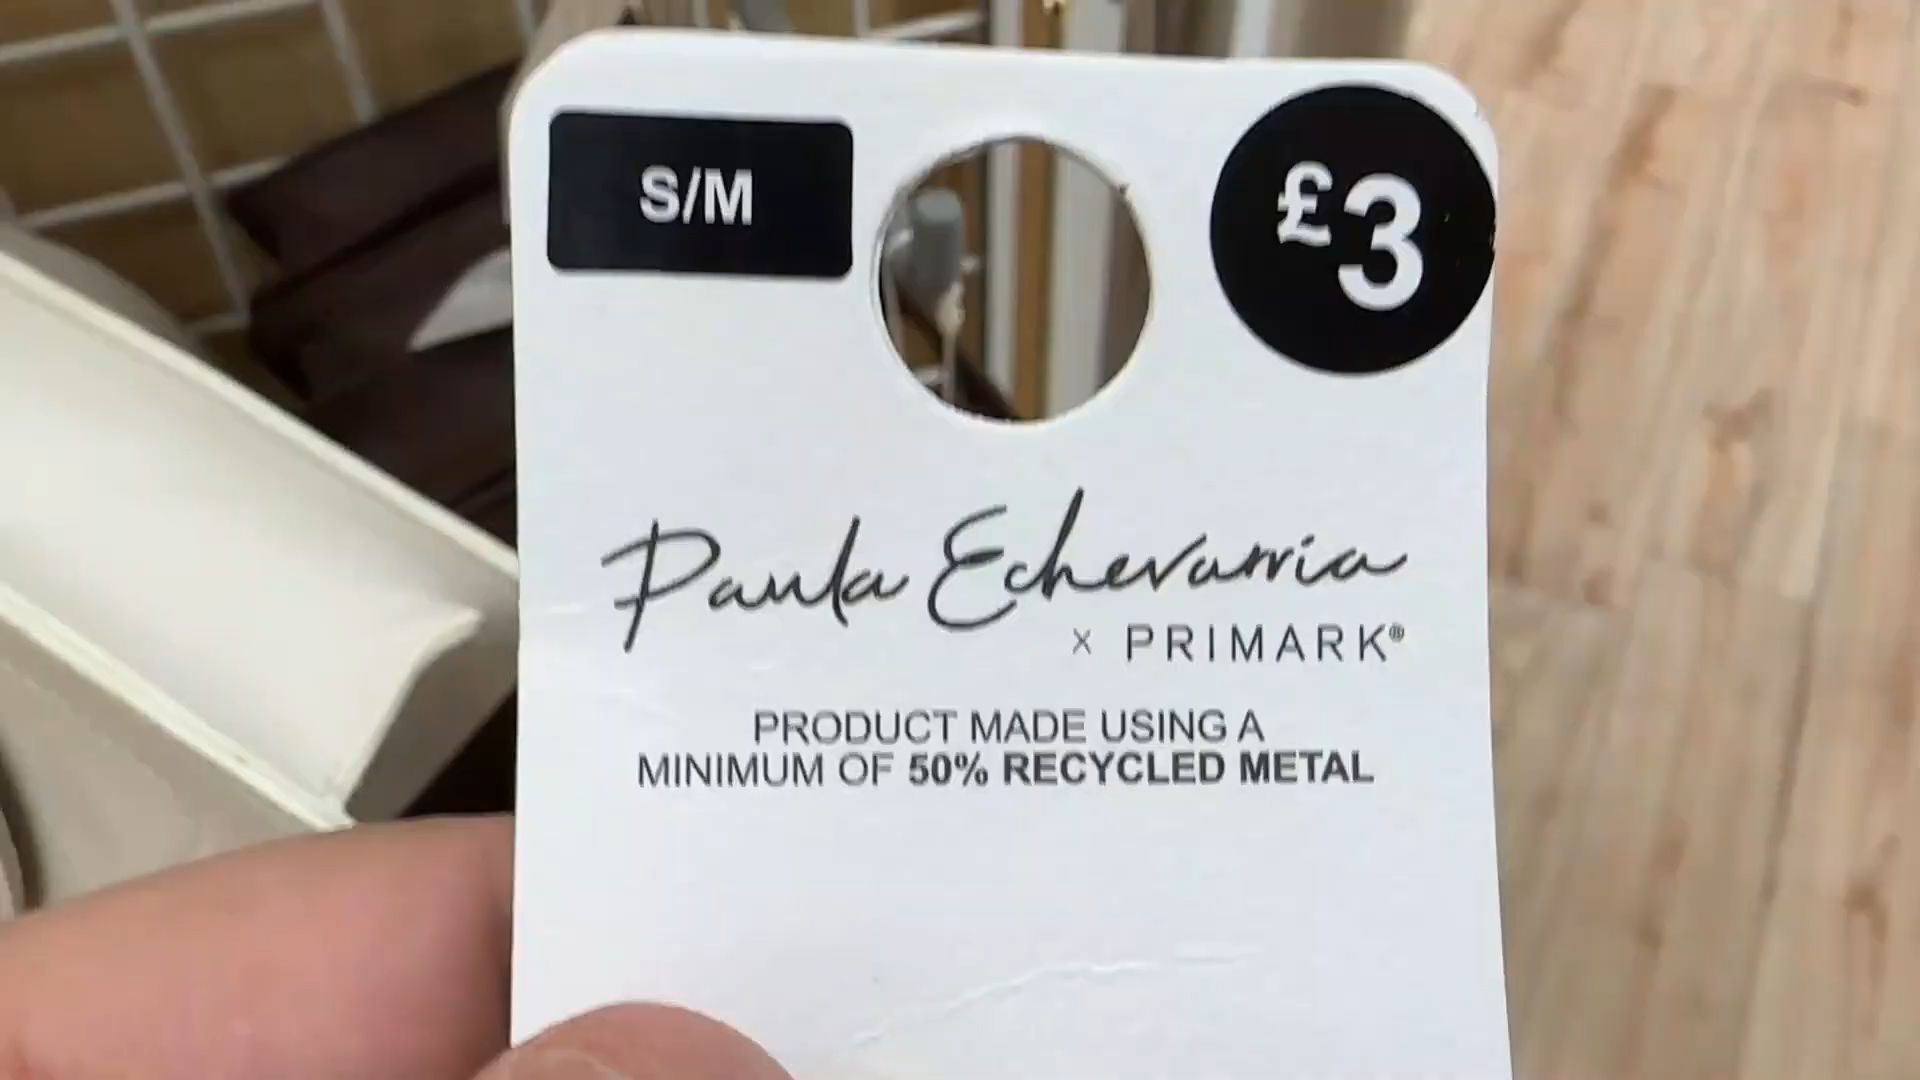 S/M
£3
Paula Echevarria
× PRIMARK®
PRODUCT MADE USING A
MINIMUM OF 50% RECYCLED METAL